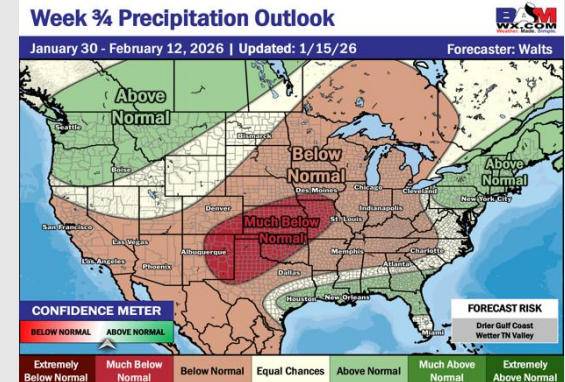 Week ¾ Precipitation Outlook
BAM
WX.COM
Weather. Made. Simple.
January 30 - February 12, 2026 | Updated: 1/15/26
Forecaster: Walts
Above
Normal
Seattle
Boise
Bismarck
Below
Normal
Des Moines
Chicago
Cleveland
Above
Normal
New York City
Denver
Indianapolis
San Francisco
Much Below
Normal
St. Louis
Las Vegas
Albuquerque
Memphis
Charlotte
Los Angeles
Phoenix
Atlanta
Dallas
Houston
New Orleans
Miami
CONFIDENCE METER
BELOW NORMAL
ABOVE NORMAL
FORECAST RISK
Drier Gulf Coast
Wetter TN Valley
Extremely
Below Normal
Much Below
Normal
Below Normal
Equal Chances
Above Normal
Much Above
Normal
Extremely
Above Normal